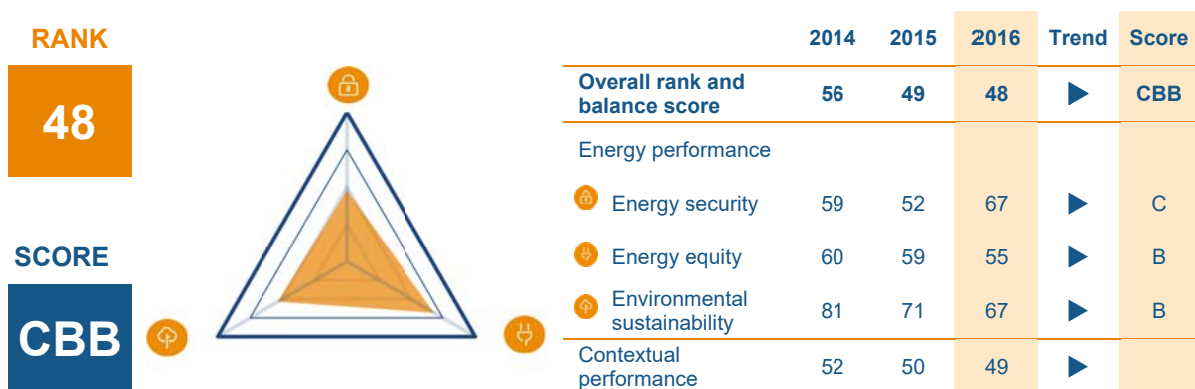 RANK
48
SCORE
CBB
2014 2015 2016 Trend Score
Overall rank and
balance score 56 49 48 CBB
Energy performance
Energy security 59 52 67 C
Energy equity 60 59 55 B
Environmental
sustainability 81 71 67 B
Contextual
performance 52 50 49